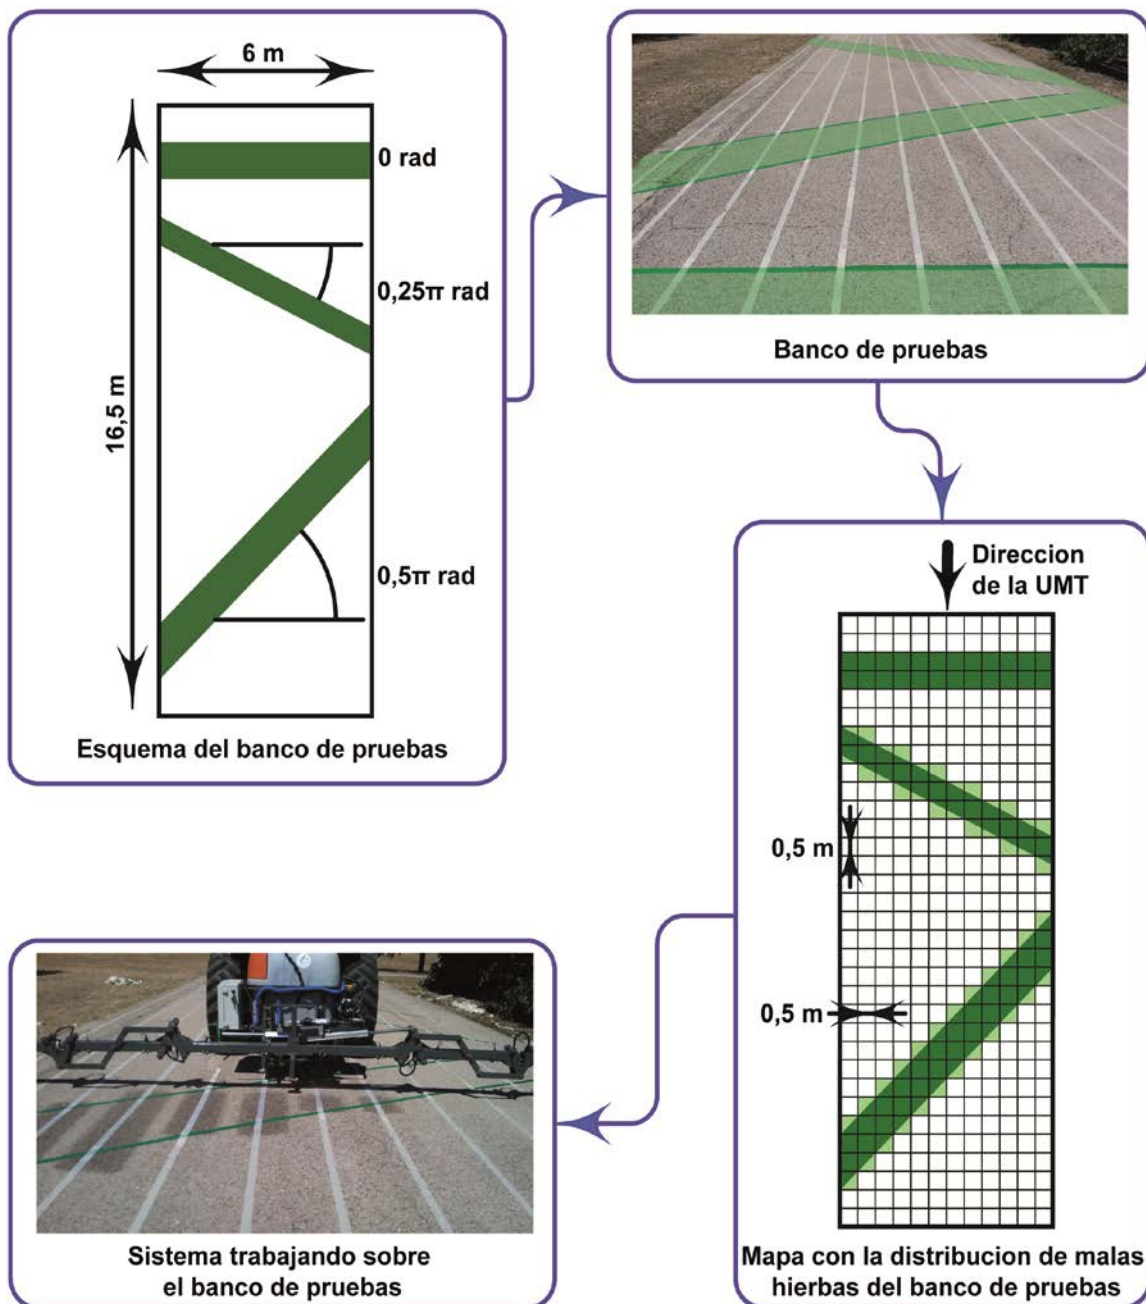 6 m
0 rad
0,25π rad
16,5 m
0,5π rad
Esquema del banco de pruebas
Banco de pruebas
Direccion
de la UMT
0,5 m
0,5 m
Mapa con la distribucion de malas
hierbas del banco de pruebas
Sistema trabajando sobre
el banco de pruebas